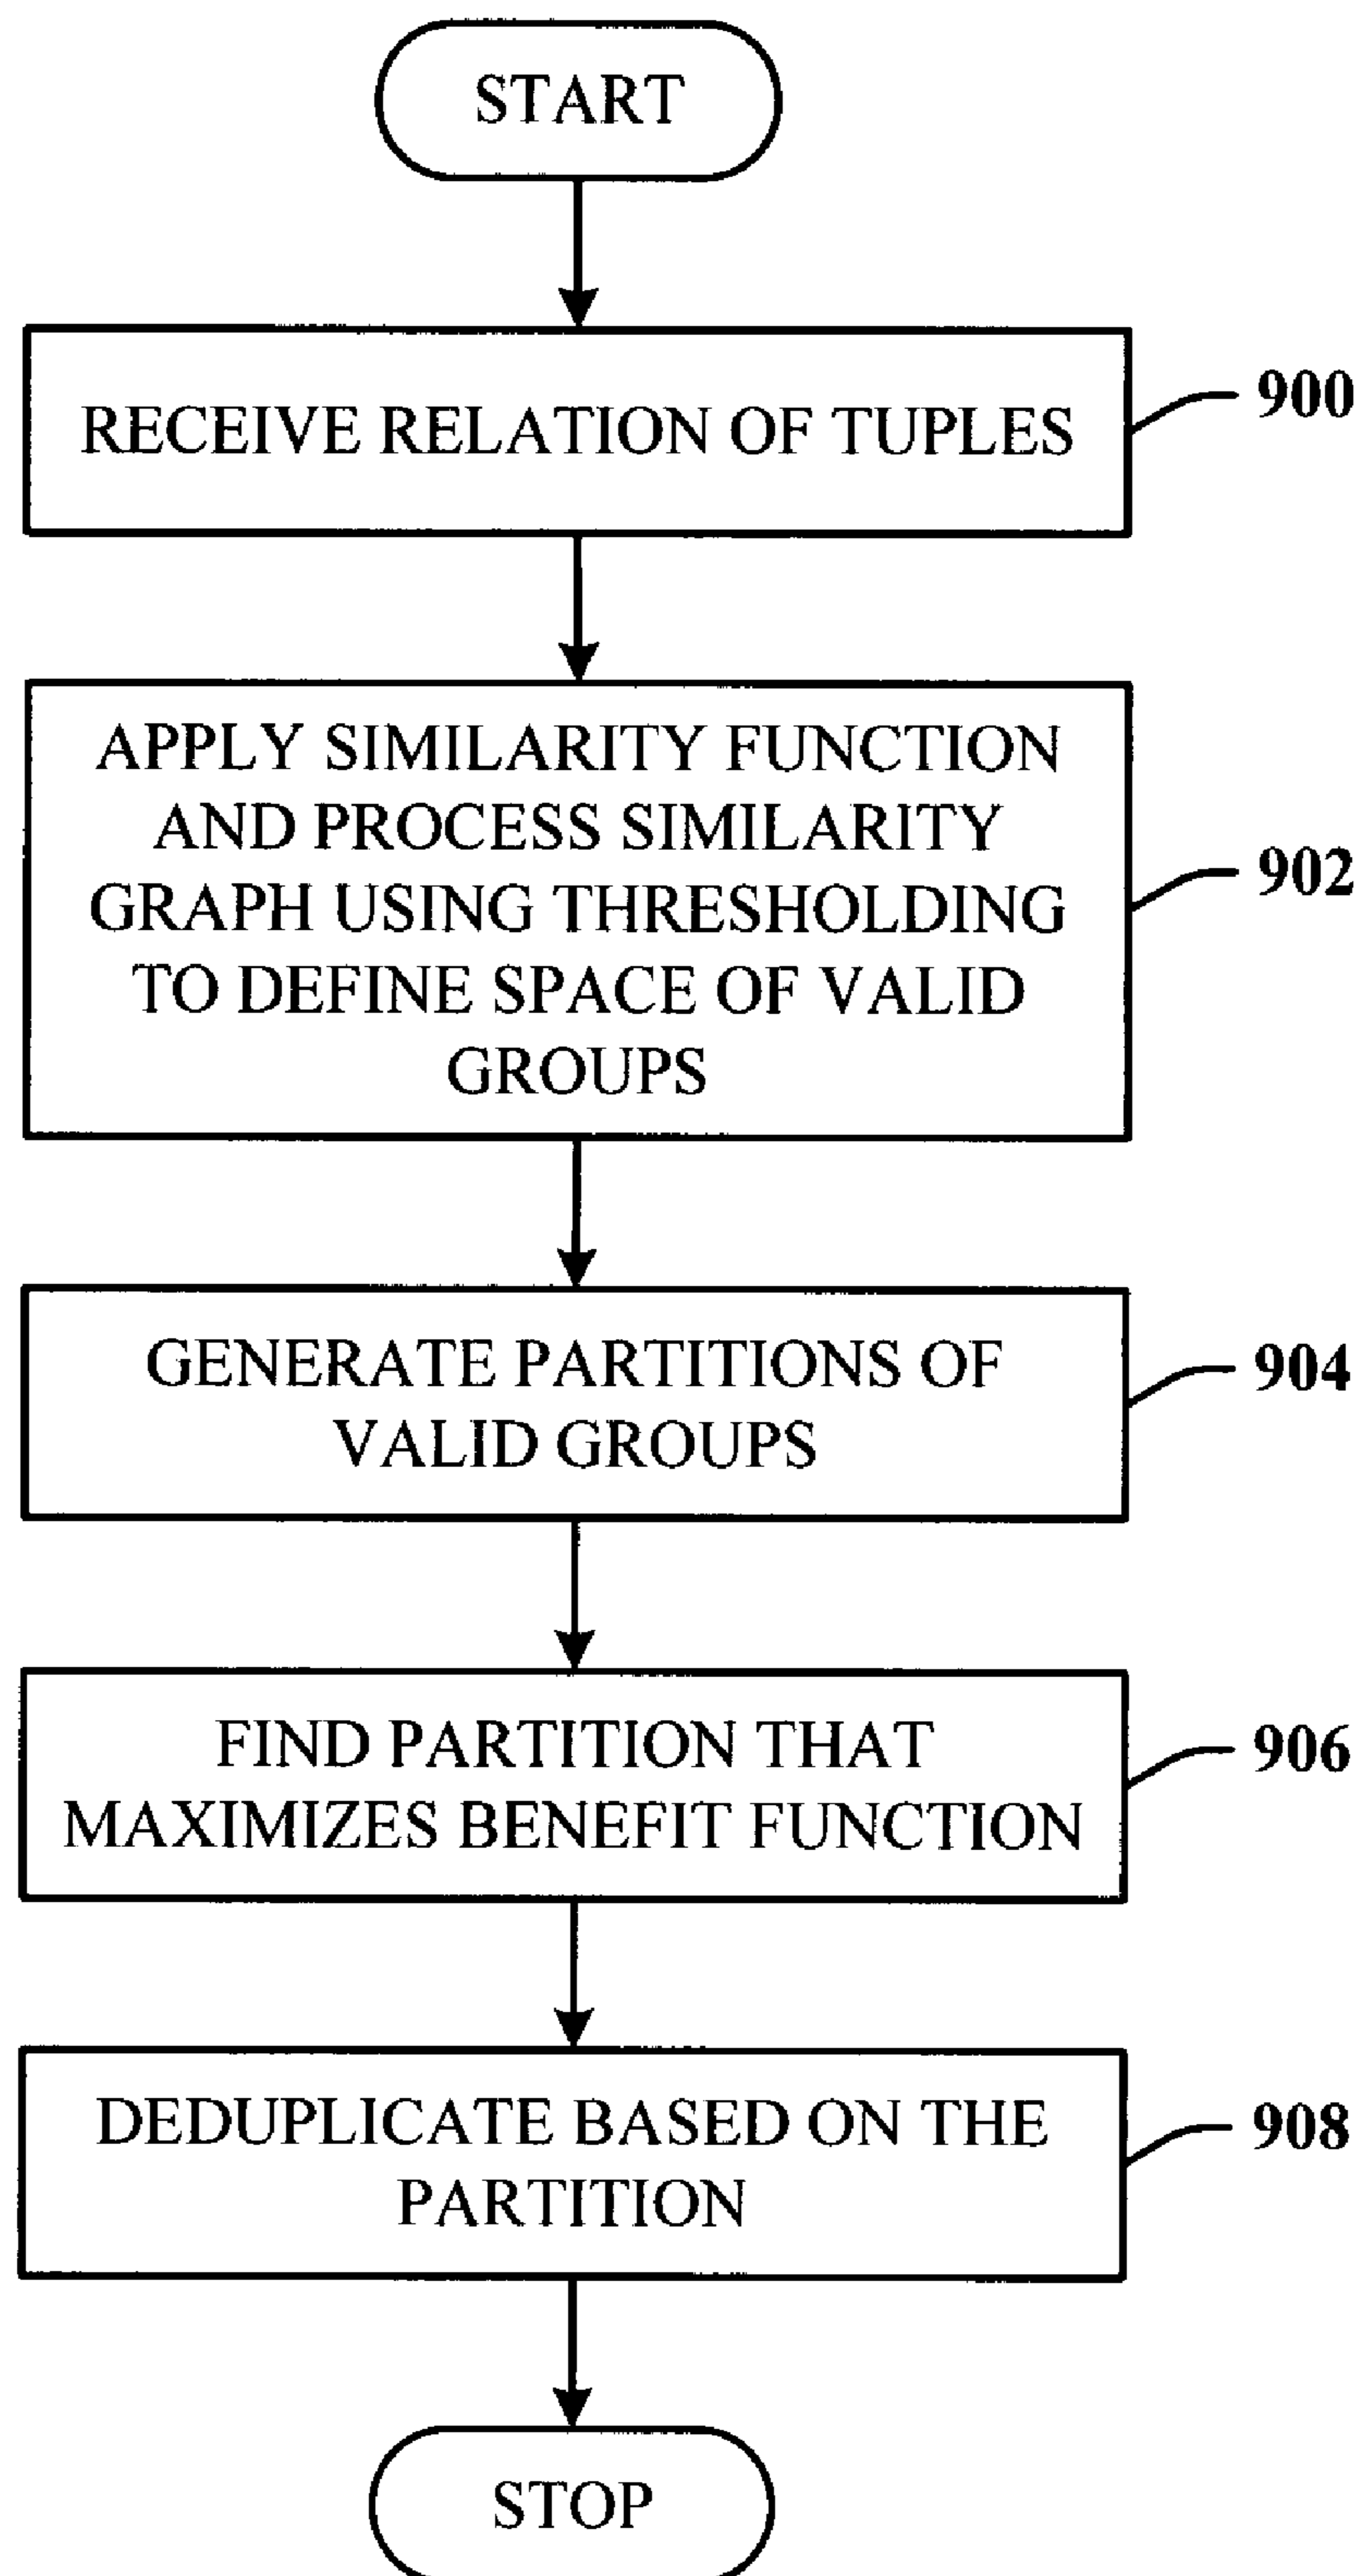 START
RECEIVE RELATION OF TUPLES
900
APPLY SIMILARITY FUNCTION
AND PROCESS SIMILARITY
GRAPH USING THRESHOLDING
TO DEFINE SPACE OF VALID
GROUPS
902
GENERATE PARTITIONS OF
VALID GROUPS
904
FIND PARTITION THAT
MAXIMIZES BENEFIT FUNCTION
906
DEDUPLICATE BASED ON THE
PARTITION
908
STOP